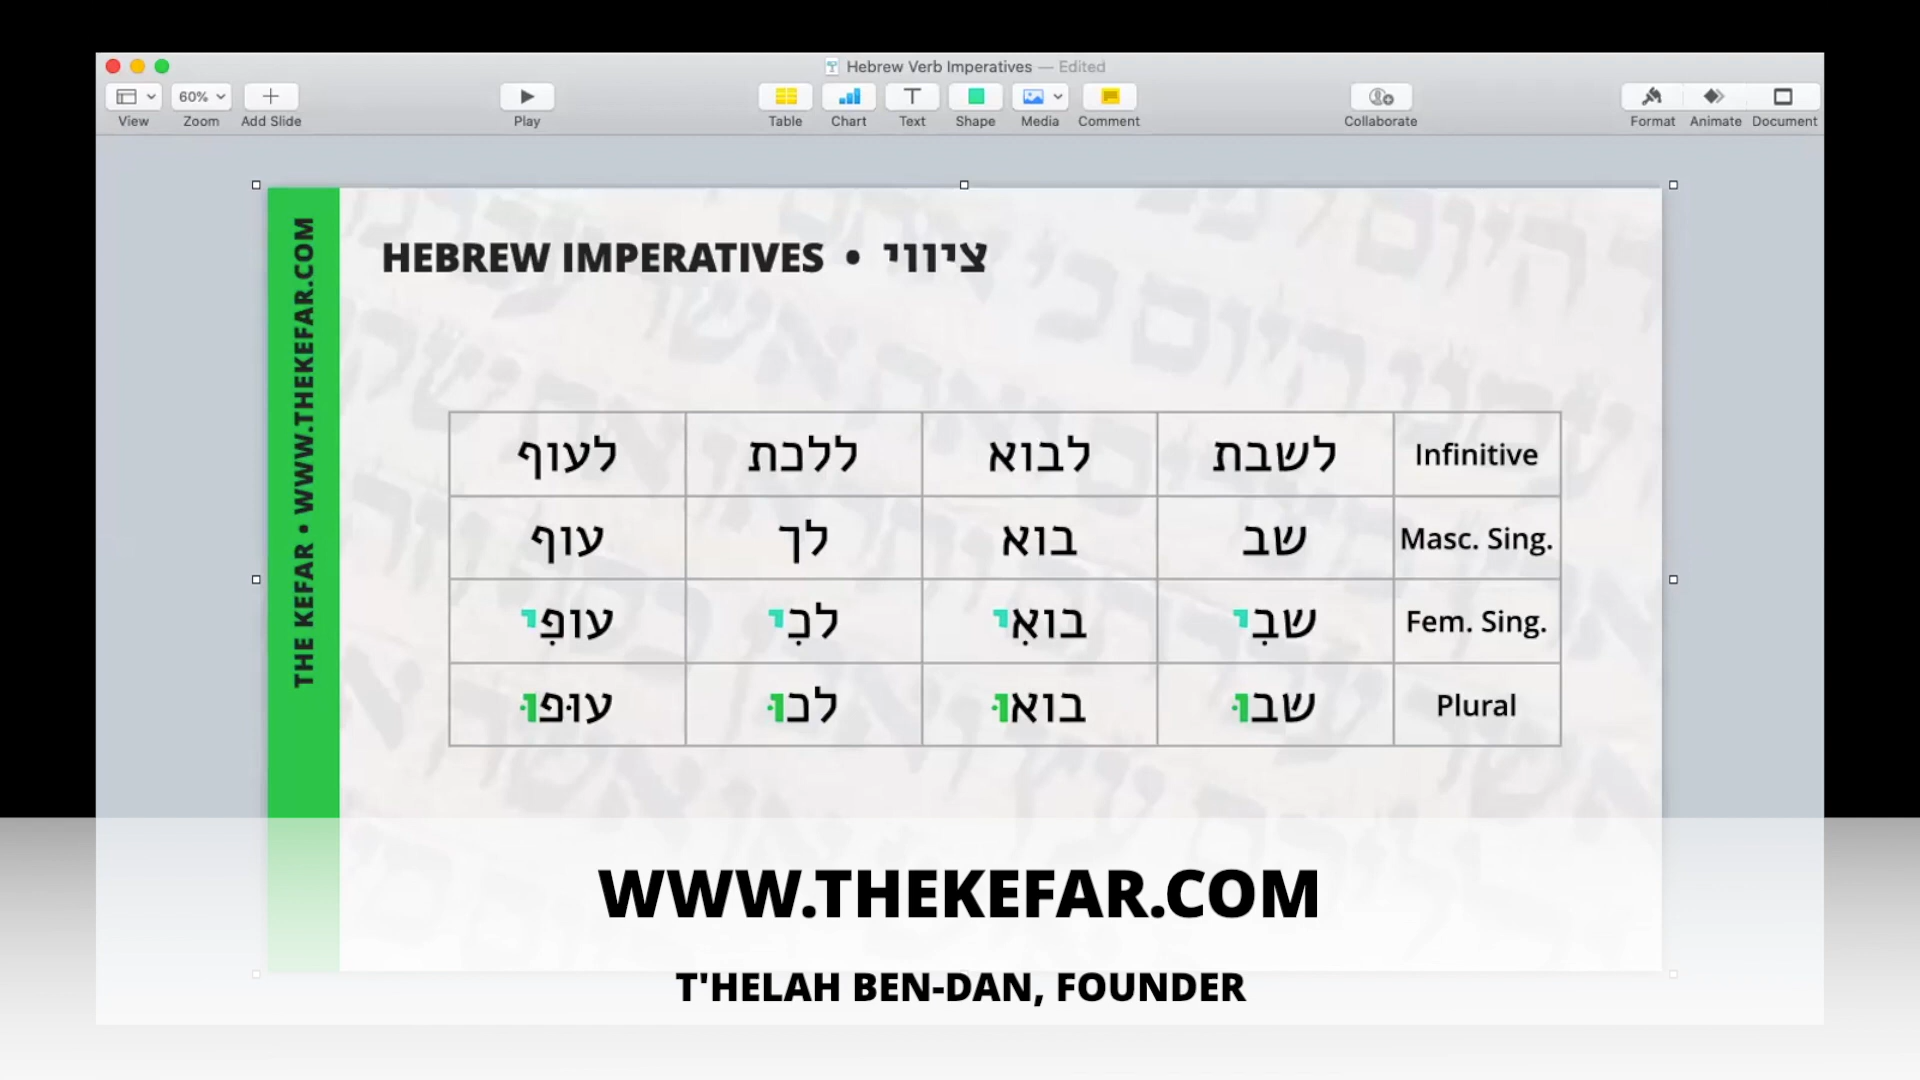 Hebrew Verb Imperatives — Edited
60%
View Zoom Add Slide Play Table Chart Text Shape Media Comment Collaborate Format Animate Document
THE KEFAR • WWW.THEKEFAR.COM
HEBREW IMPERATIVES • ציווי
Infinitive לשבת לבוא ללכת לעוף
Masc. Sing. שב בוא לך עוף
Fem. Sing. שבִי בואִי לכִי עופִי
Plural שבוּ בואוּ לכוּ עוּפוּ
WWW.THEKEFAR.COM
T'HELAH BEN-DAN, FOUNDER